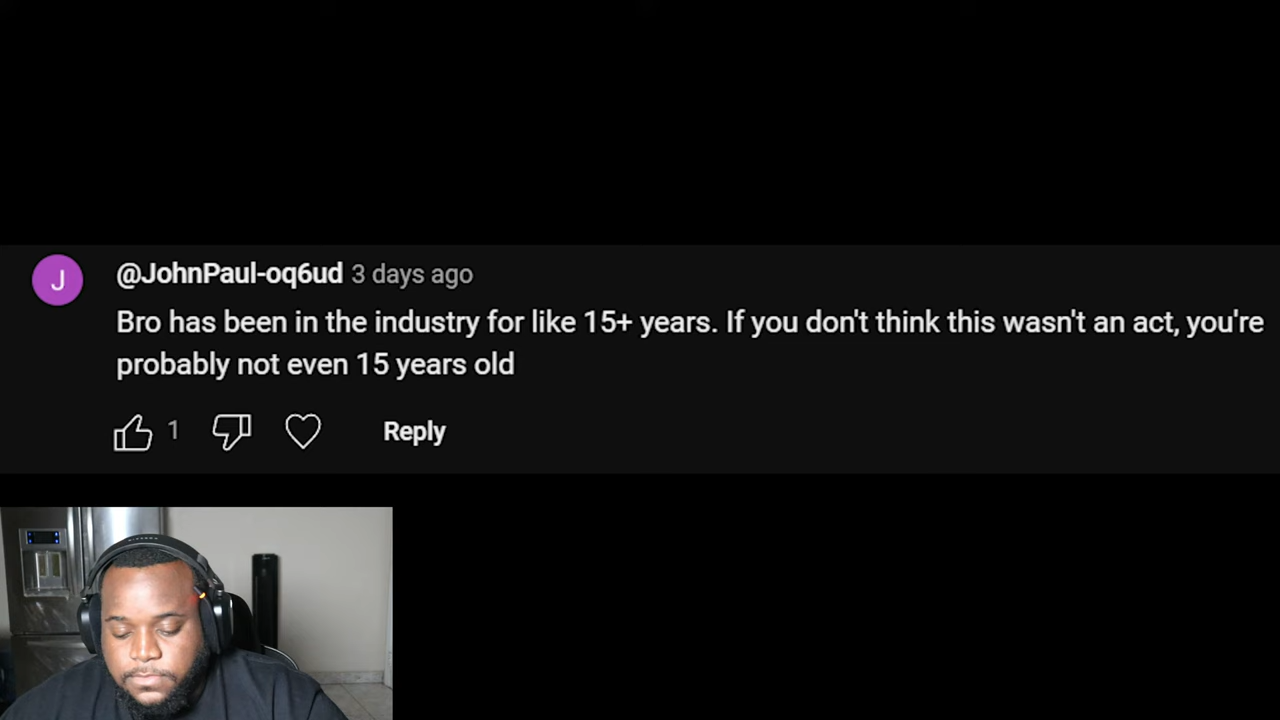 J
@JohnPaul-oq6ud 3 days ago
Bro has been in the industry for like 15+ years. If you don't think this wasn't an act, you're
probably not even 15 years old
1
Reply